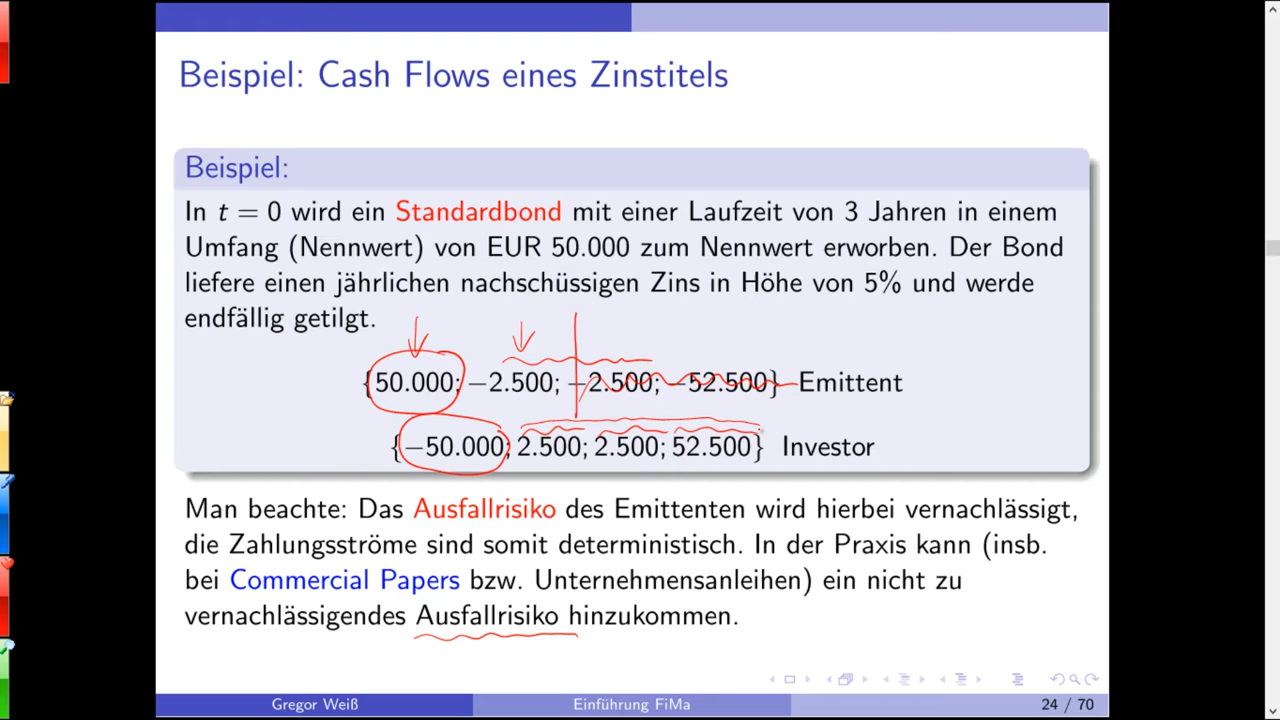 Beispiel: Cash Flows eines Zinstitels
Beispiel:
In t = 0 wird ein Standardbond mit einer Laufzeit von 3 Jahren in einem
Umfang (Nennwert) von EUR 50.000 zum Nennwert erworben. Der Bond
liefere einen jährlichen nachschüssigen Zins in Höhe von 5% und werde
endfällig getilgt.
{50.000; −2.500; −2.500; −52.500} Emittent
{−50.000; 2.500; 2.500; 52.500} Investor
Man beachte: Das Ausfallrisiko des Emittenten wird hierbei vernachlässigt,
die Zahlungsströme sind somit deterministisch. In der Praxis kann (insb.
bei Commercial Papers bzw. Unternehmensanleihen) ein nicht zu
vernachlässigendes Ausfallrisiko hinzukommen.
Gregor Weiß Einführung FiMa 24 / 70